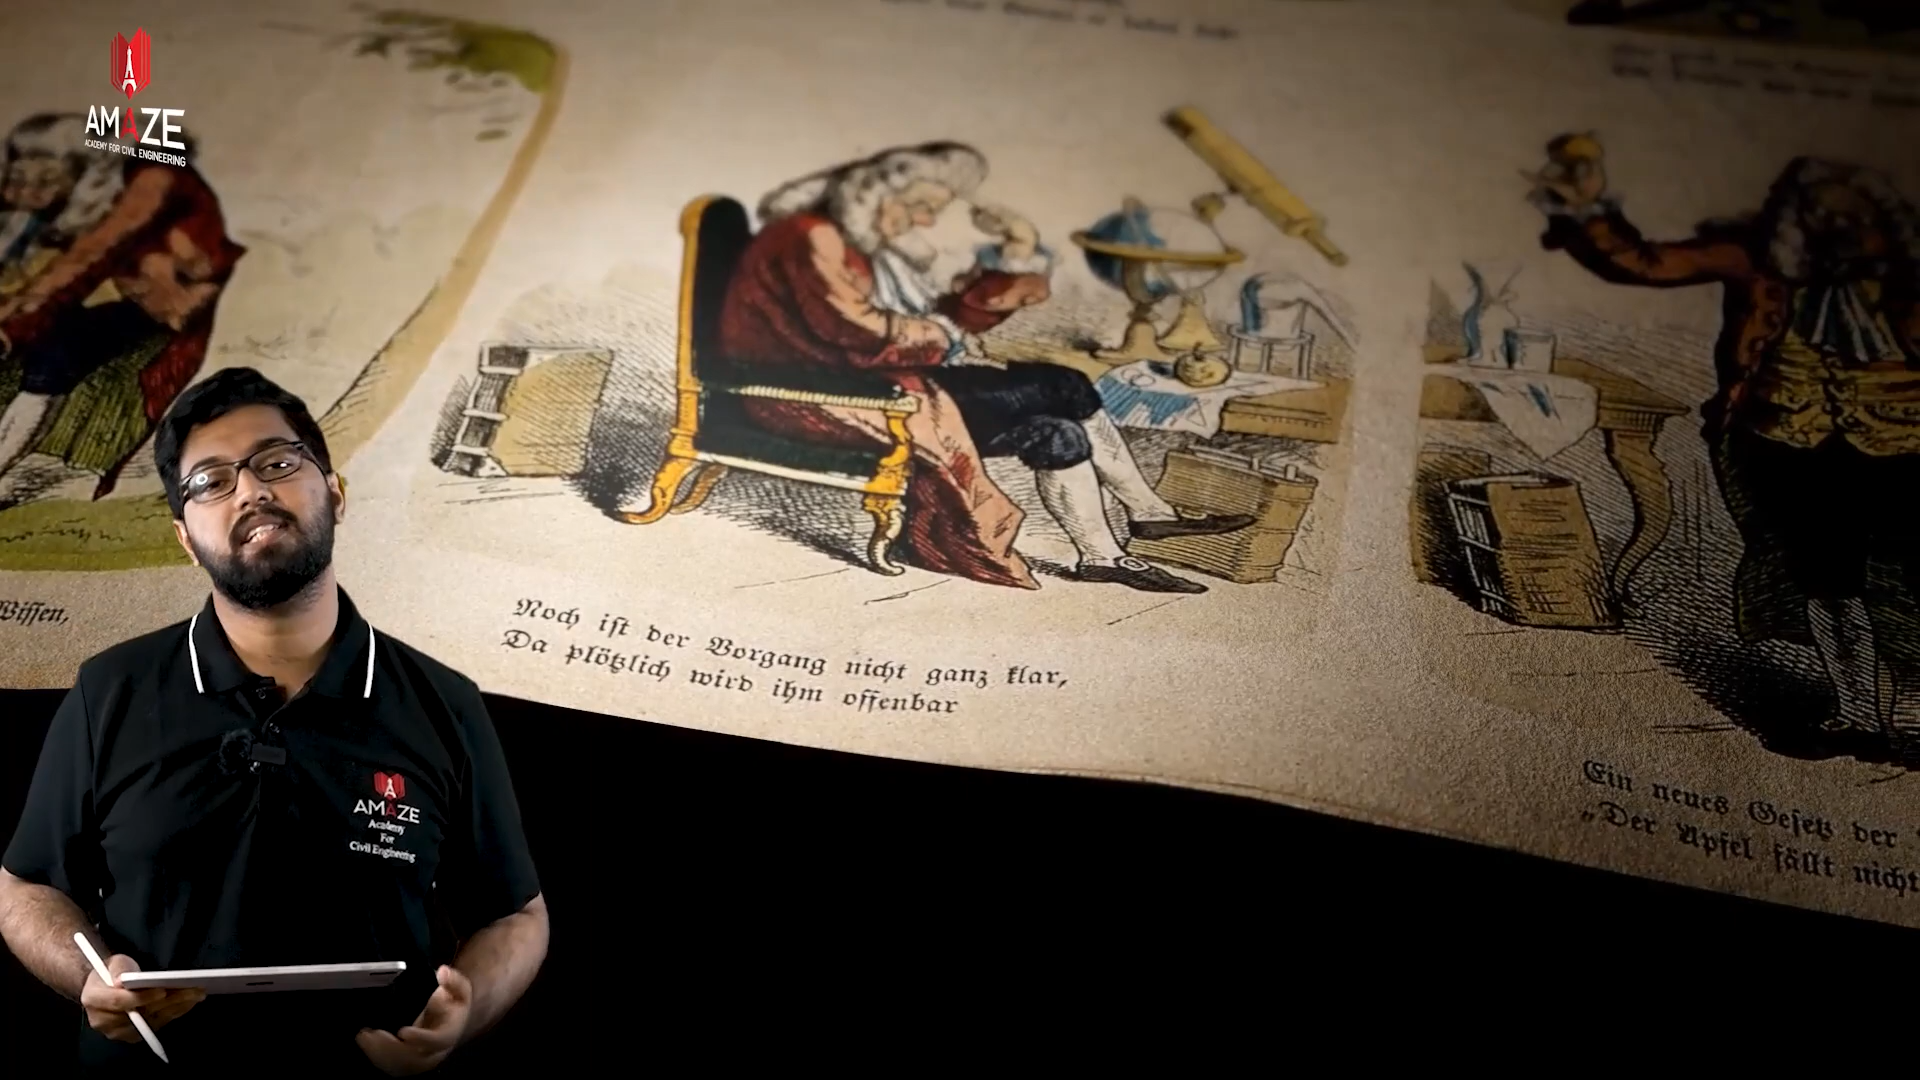 AMAZE
ACADEMY FOR CIVIL ENGINEERING
Wissen,
Noch ist der Vorgang nicht ganz klar,
Da plötzlich wird ihm offenbar
Ein neues Gesetz der
„Der Apfel fällt nicht
AMAZE
Academy
For
Civil Engineering